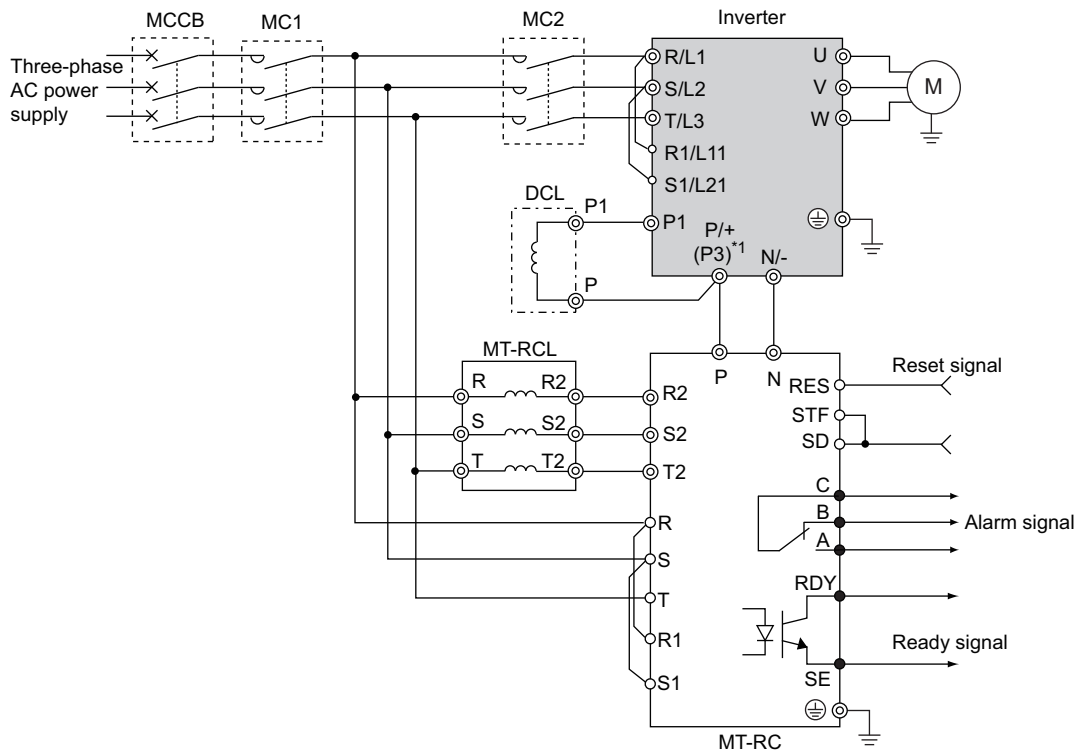 MCCB
MC1
MC2
Inverter
Three-phase
AC power
supply
R/L1
S/L2
T/L3
R1/L11
S1/L21
P1
P/+
(P3)*1
N/-
U
V
W
M
DCL
P1
P
MT-RCL
R
R2
S
S2
T
T2
R2
S2
T2
R
S
T
R1
S1
P
N
RES
STF
SD
C
B
A
RDY
SE
Reset signal
Alarm signal
Ready signal
MT-RC